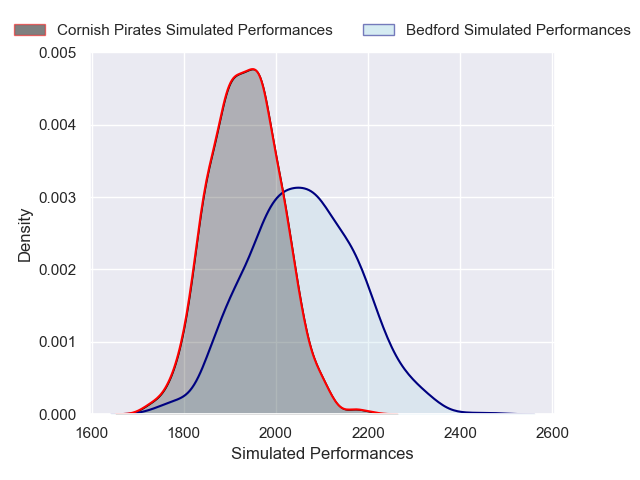 Cornish Pirates Simulated Performances Bedford Simulated Performances
0.005
0.004
0.003
0.002
0.001
0.000
Density
1600 1800 2000 2200 2400 2600
Simulated Performances